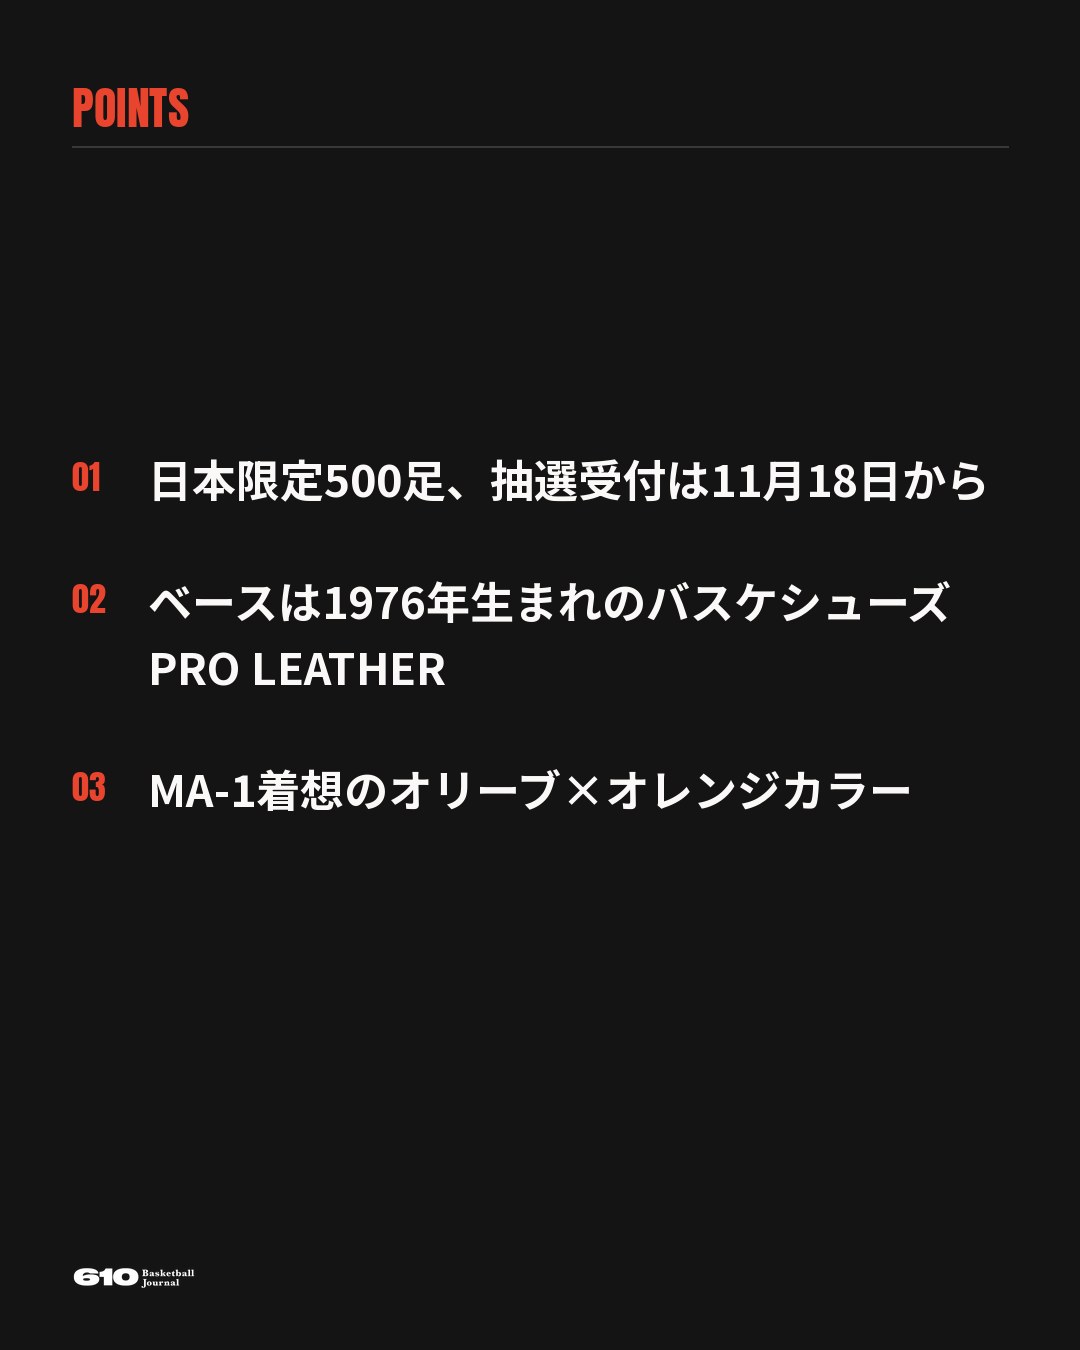 POINTS
01 日本限定500足、抽選受付は11月18日から
02 ベースは1976年生まれのバスケシューズ
PRO LEATHER
03 MA-1着想のオリーブ×オレンジカラー
610 Basketball
Journal